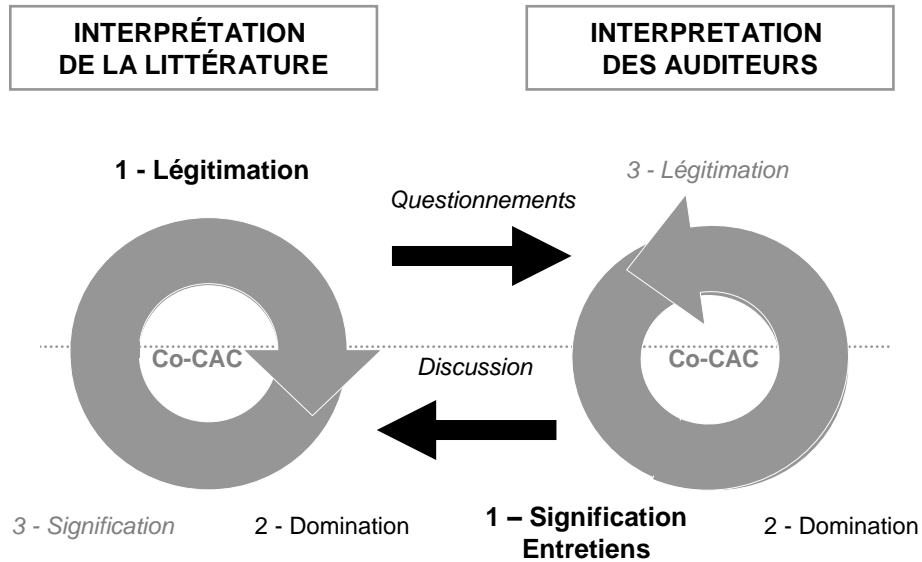 INTERPRÉTATION
DE LA LITTÉRATURE
INTERPRETATION
DES AUDITEURS
1 - Légitimation
3 - Légitimation
Questionnements
Co-CAC
Co-CAC
Discussion
3 - Signification
2 - Domination
1 – Signification
Entretiens
2 - Domination